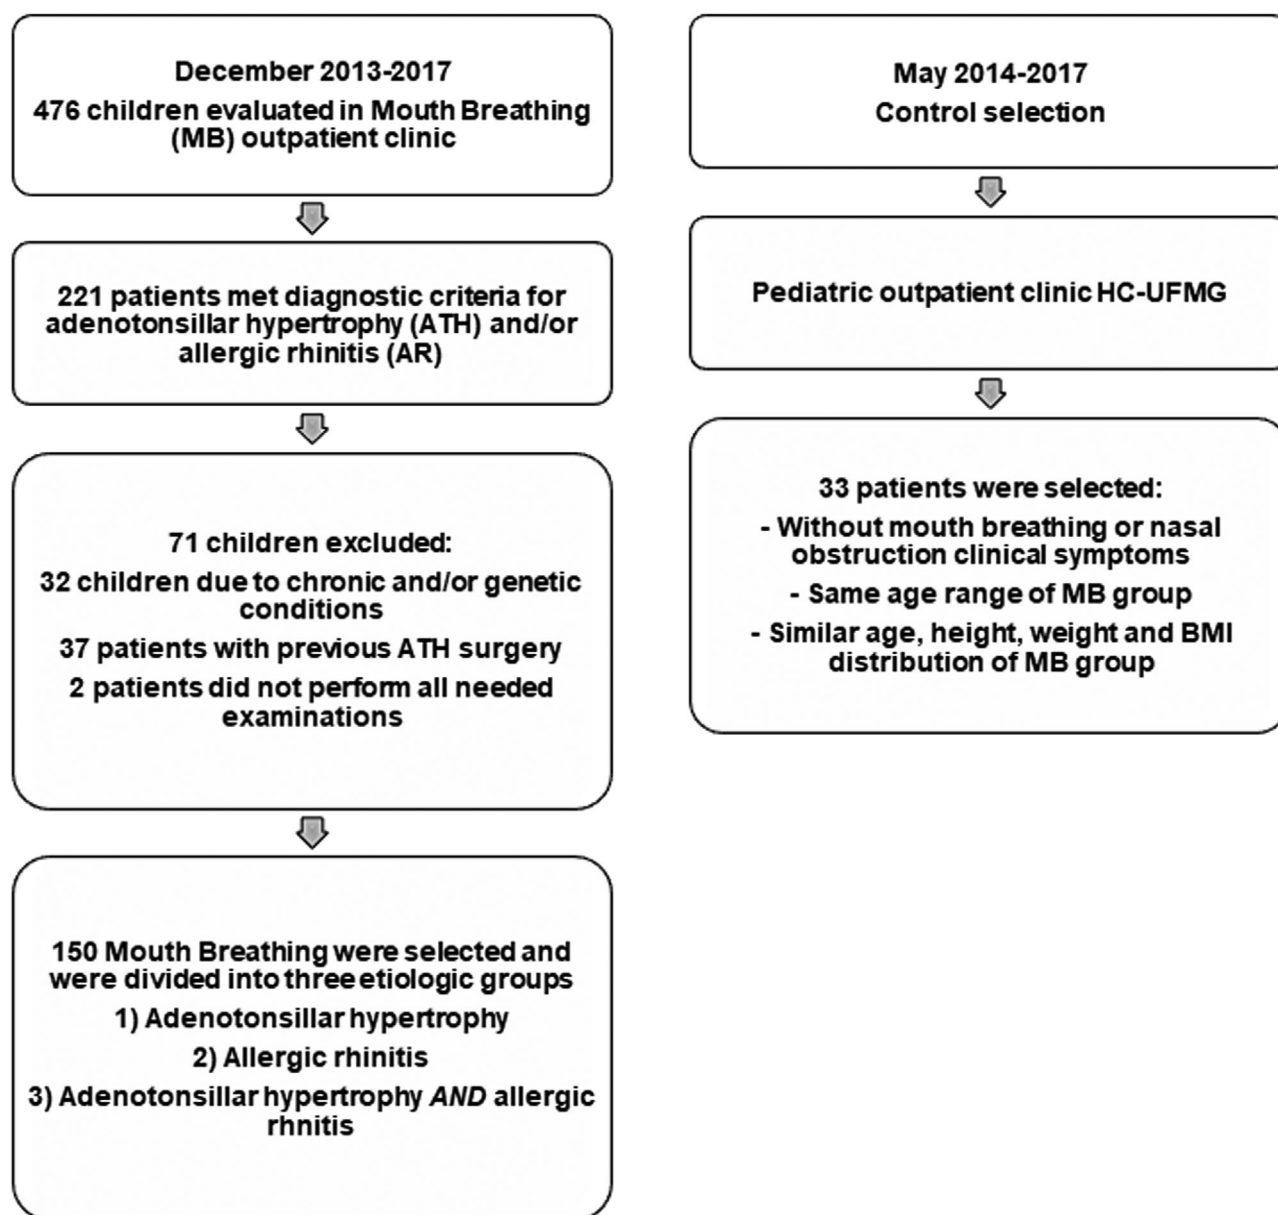 December 2013-2017
476 children evaluated in Mouth Breathing
(MB) outpatient clinic
221 patients met diagnostic criteria for
adenotonsillar hypertrophy (ATH) and/or
allergic rhinitis (AR)
71 children excluded:
32 children due to chronic and/or genetic
conditions
37 patients with previous ATH surgery
2 patients did not perform all needed
examinations
150 Mouth Breathing were selected and
were divided into three etiologic groups
1) Adenotonsillar hypertrophy
2) Allergic rhinitis
3) Adenotonsillar hypertrophy AND allergic
rhnitis
May 2014-2017
Control selection
Pediatric outpatient clinic HC-UFMG
33 patients were selected:
- Without mouth breathing or nasal
obstruction clinical symptoms
- Same age range of MB group
- Similar age, height, weight and BMI
distribution of MB group